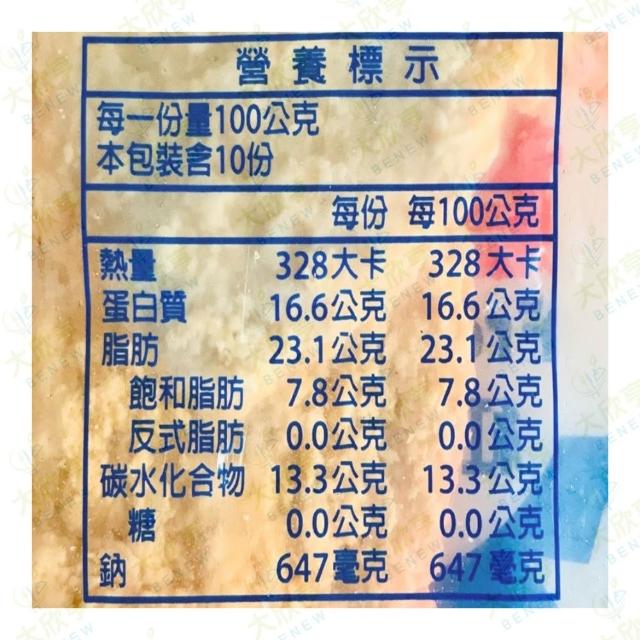 營養標示
每一份量100公克
本包裝含10份
每份 每100公克
熱量 328大卡 328大卡
蛋白質 16.6公克 16.6公克
脂肪 23.1公克 23.1公克
飽和脂肪 7.8公克 7.8公克
反式脂肪 0.0公克 0.0公克
碳水化合物 13.3公克 13.3公克
糖 0.0公克 0.0公克
鈉 647毫克 647毫克
大欣亨
BENEW